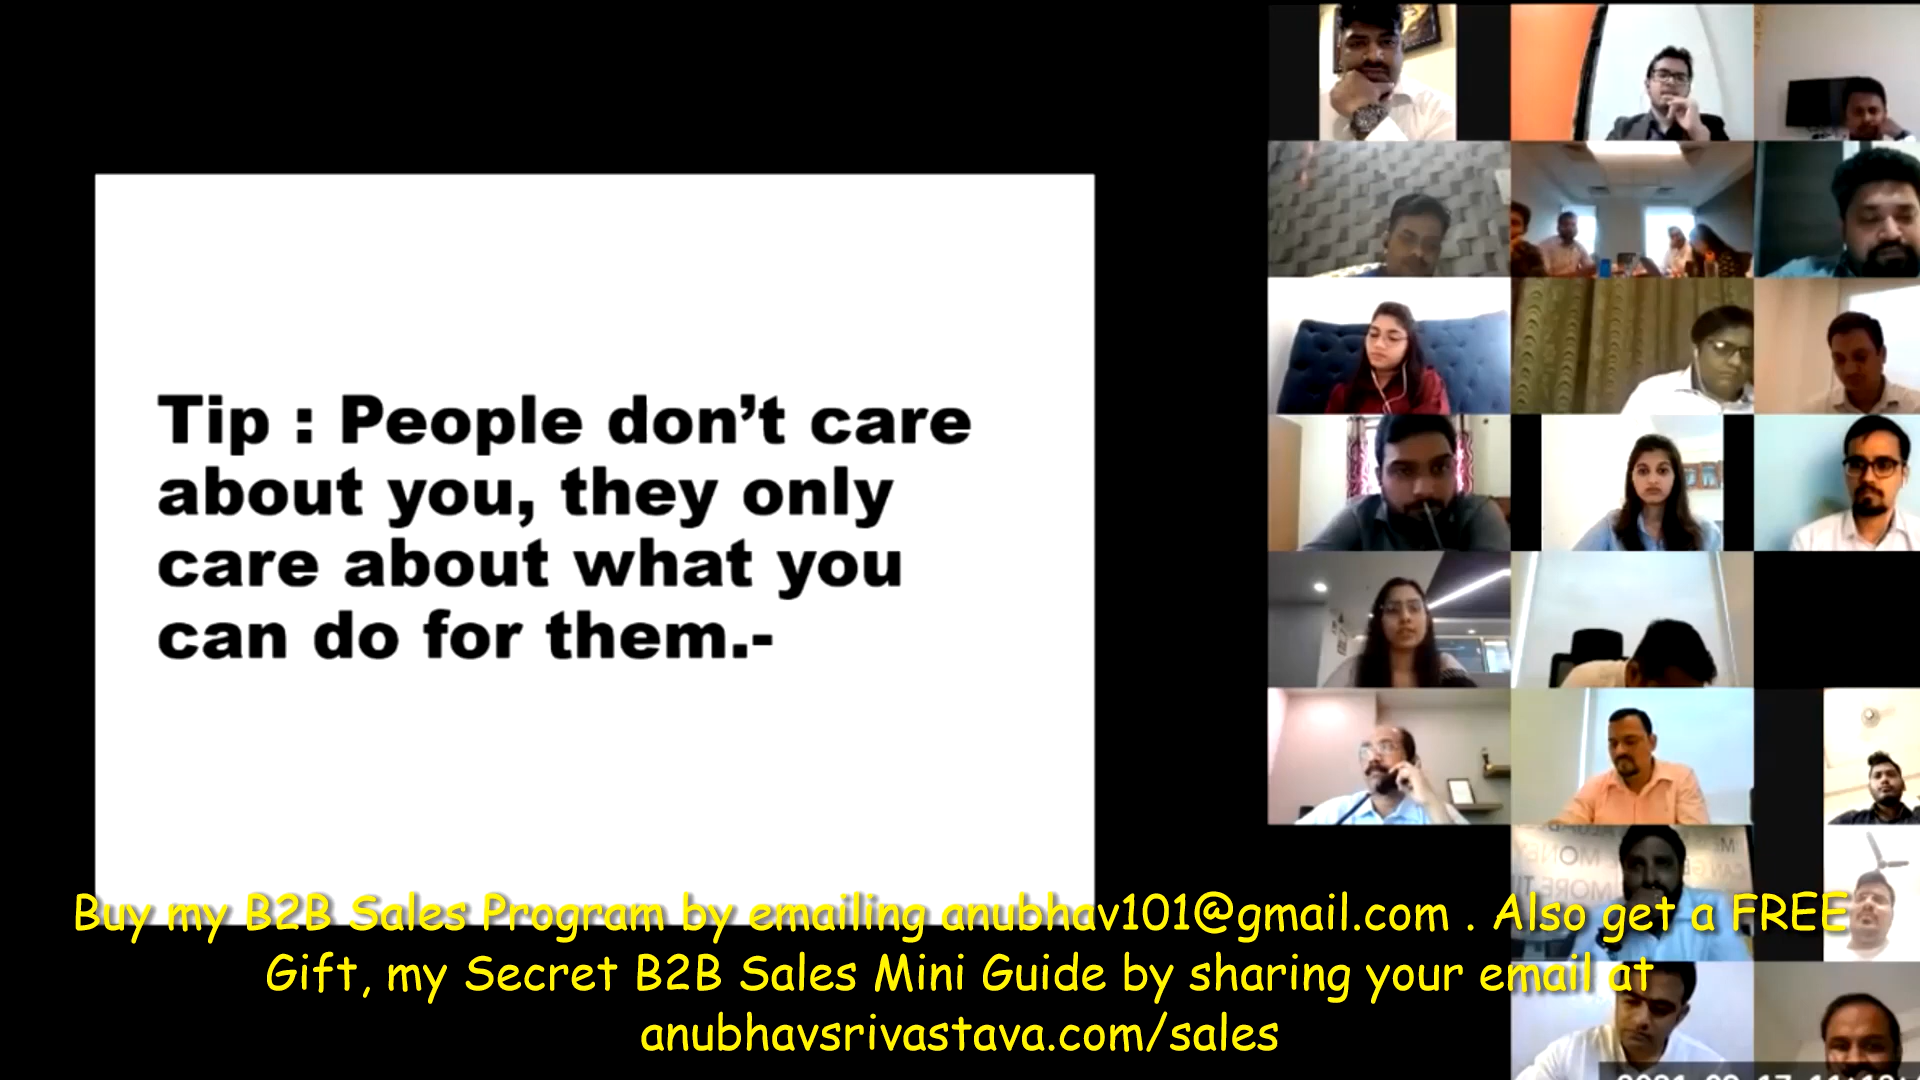 Tip : People don’t care
about you, they only
care about what you
can do for them.-
Buy my B2B Sales Program by emailing anubhav101@gmail.com . Also get a FREE
Gift, my Secret B2B Sales Mini Guide by sharing your email at
anubhavsrivastava.com/sales